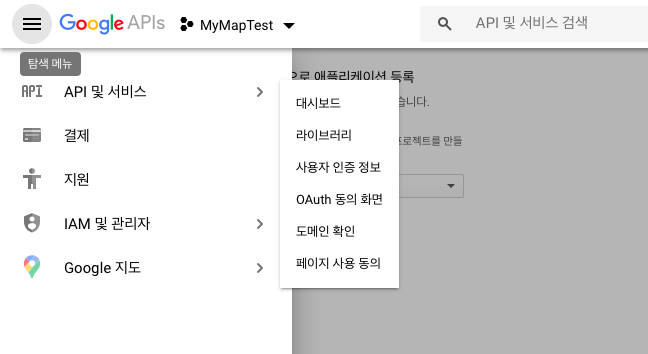 Google APIs MyMapTest API 및 서비스 검색
탐색 메뉴
API API 및 서비스
결제
지원
IAM 및 관리자
Google 지도
대시보드
라이브러리
사용자 인증 정보
OAuth 동의 화면
도메인 확인
페이지 사용 동의
으로 애플리케이션 등록
습니다.
프로젝트를 만들